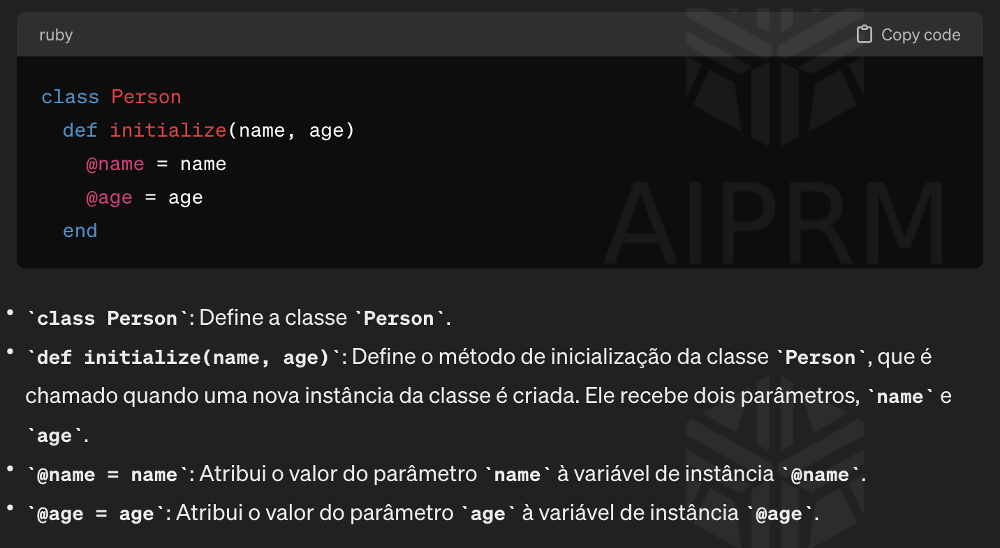 ruby
Copy code
class Person
  def initialize(name, age)
    @name = name
    @age = age
  end
AIPRM
• `class Person`: Define a classe `Person`.
• `def initialize(name, age)`: Define o método de inicialização da classe `Person`, que é
chamado quando uma nova instância da classe é criada. Ele recebe dois parâmetros, `name` e
`age`.
• `@name = name`: Atribui o valor do parâmetro `name` à variável de instância `@name`.
• `@age = age`: Atribui o valor do parâmetro `age` à variável de instância `@age`.